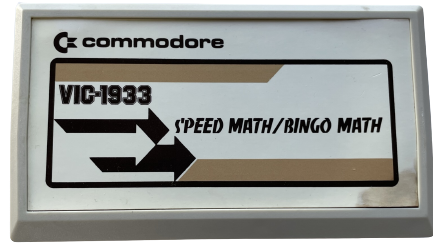 commodore
VIC-1933
SPEED MATH/BINGO MATH